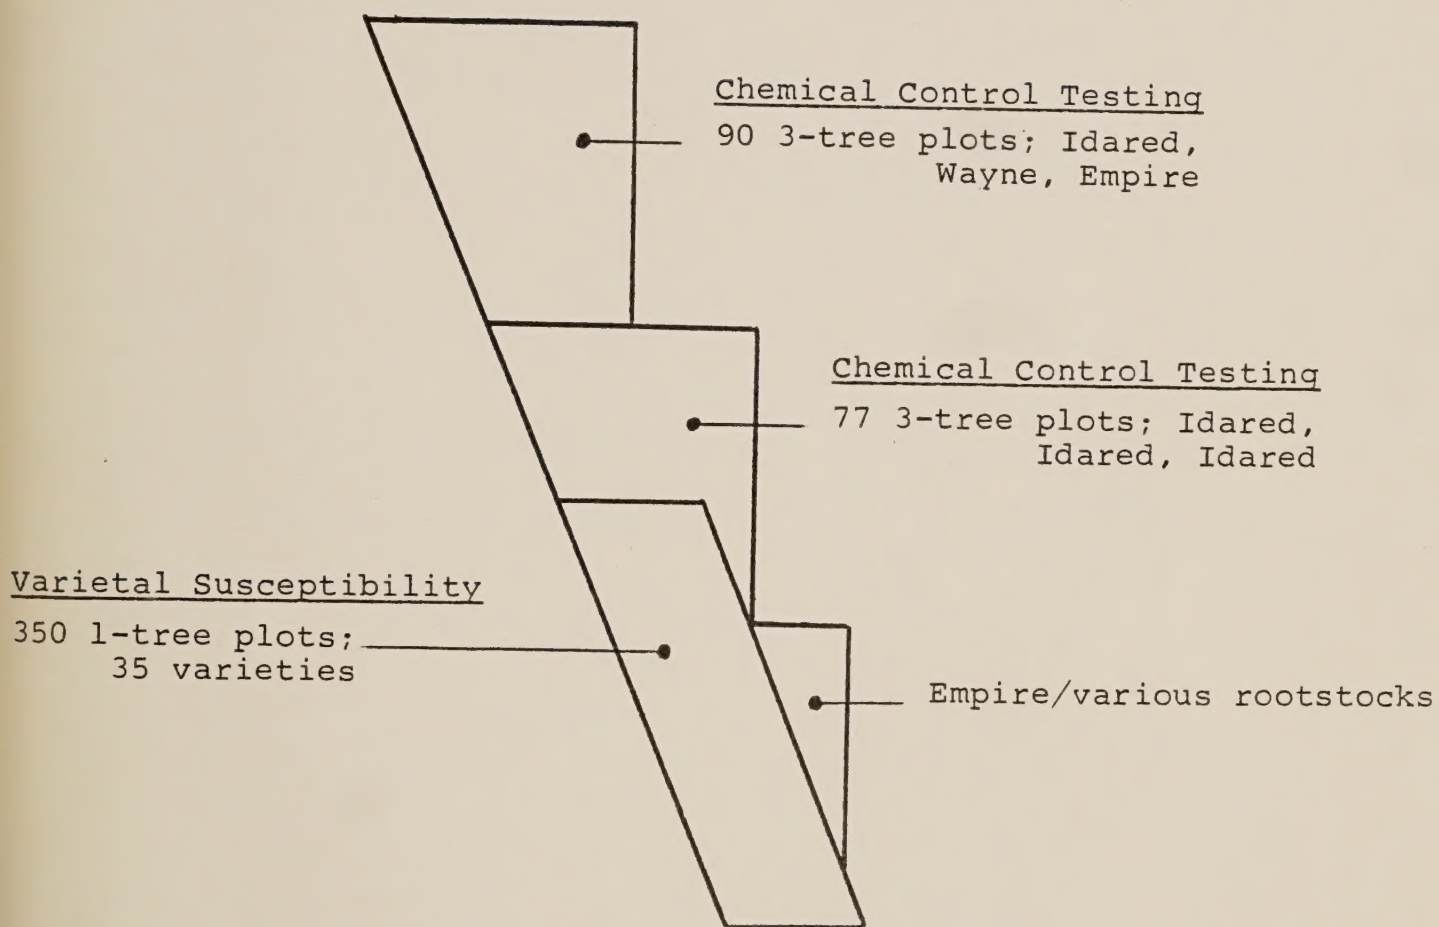 Chemical Control Testing
90 3-tree plots; Idared,
Wayne, Empire
Chemical Control Testing
77 3-tree plots; Idared,
Idared, Idared
Varietal Susceptibility
350 1-tree plots;
35 varieties
Empire/various rootstocks